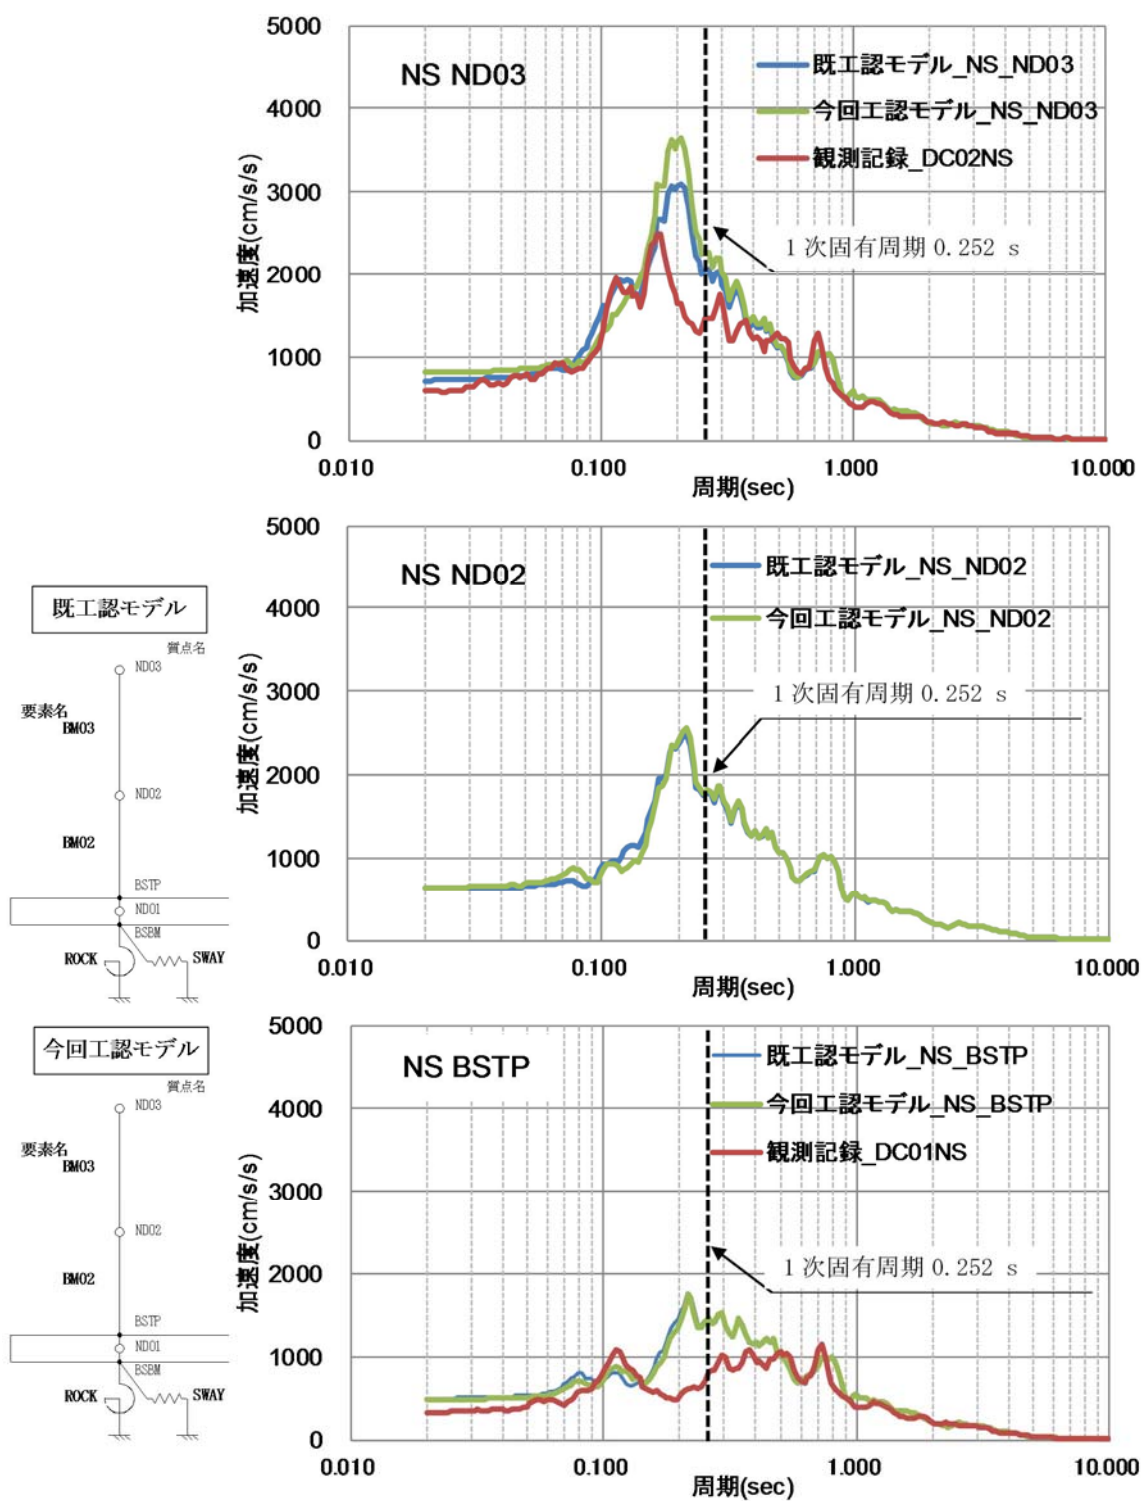 NS ND03
既工認モデル_NS_ND03
今回工認モデル_NS_ND03
観測記録_DC02NS
1次固有周期 0.252 s
加速度(cm/s/s)
5000
4000
3000
2000
1000
0
0.010
0.100
1.000
10.000
周期(sec)
NS ND02
既工認モデル_NS_ND02
今回工認モデル_NS_ND02
1次固有周期 0.252 s
加速度(cm/s/s)
5000
4000
3000
2000
1000
0
0.010
0.100
1.000
10.000
周期(sec)
既工認モデル
質点名
ND03
要素名
BM03
ND02
BM02
BSTP
ND01
BSBM
ROCK
SWAY
NS BSTP
既工認モデル_NS_BSTP
今回工認モデル_NS_BSTP
観測記録_DC01NS
1次固有周期 0.252 s
加速度(cm/s/s)
5000
4000
3000
2000
1000
0
0.010
0.100
1.000
10.000
周期(sec)
今回工認モデル
質点名
ND03
要素名
BM03
ND02
BM02
BSTP
ND01
BSBM
ROCK
SWAY